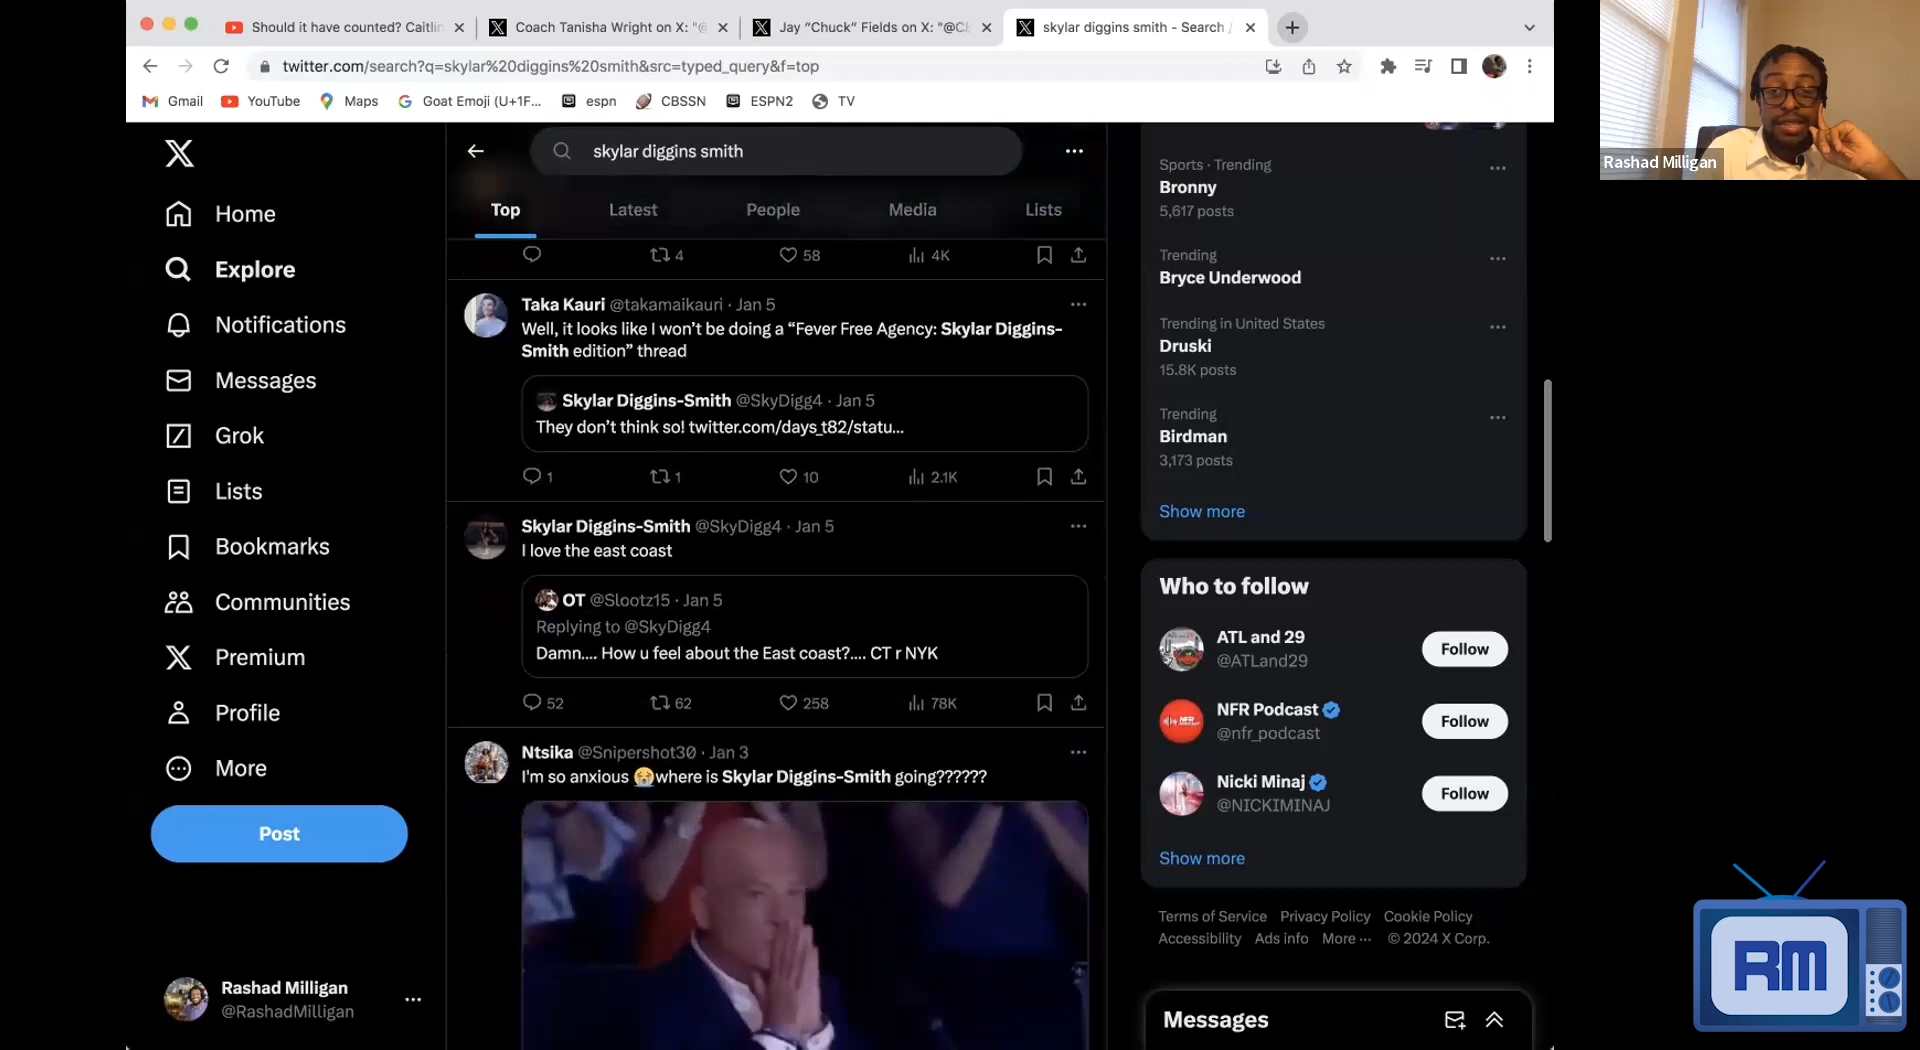 Should it have counted? Caitlin
Coach Tanisha Wright on X: "@
Jay “Chuck” Fields on X: "@CB
skylar diggins smith - Search /
twitter.com/search?q=skylar%20diggins%20smith&src=typed_query&f=top
Gmail
YouTube
Maps
Goat Emoji (U+1F...
espn
CBSSN
ESPN2
TV
Rashad Milligan
Home
Explore
Notifications
Messages
Grok
Lists
Bookmarks
Communities
Premium
Profile
More
Post
Rashad Milligan
@RashadMilligan
skylar diggins smith
Top
Latest
People
Media
Lists
4
58
4K
Taka Kauri @takamaikauri · Jan 5
Well, it looks like I won’t be doing a “Fever Free Agency: Skylar Diggins-
Smith edition” thread
Skylar Diggins-Smith @SkyDigg4 · Jan 5
They don’t think so! twitter.com/days_t82/statu...
1
1
10
2.1K
Skylar Diggins-Smith @SkyDigg4 · Jan 5
I love the east coast
OT @Slootz15 · Jan 5
Replying to @SkyDigg4
Damn.... How u feel about the East coast?.... CT r NYK
52
62
258
78K
Ntsika @Snipershot30 · Jan 3
I'm so anxious 😭where is Skylar Diggins-Smith going??????
Sports · Trending
Bronny
5,617 posts
Trending
Bryce Underwood
Trending in United States
Druski
15.8K posts
Trending
Birdman
3,173 posts
Show more
Who to follow
ATL and 29
@ATLand29
Follow
NFR Podcast
@nfr_podcast
Follow
Nicki Minaj
@NICKIMINAJ
Follow
Show more
Terms of Service Privacy Policy Cookie Policy
Accessibility Ads info More ··· © 2024 X Corp.
Messages
RM